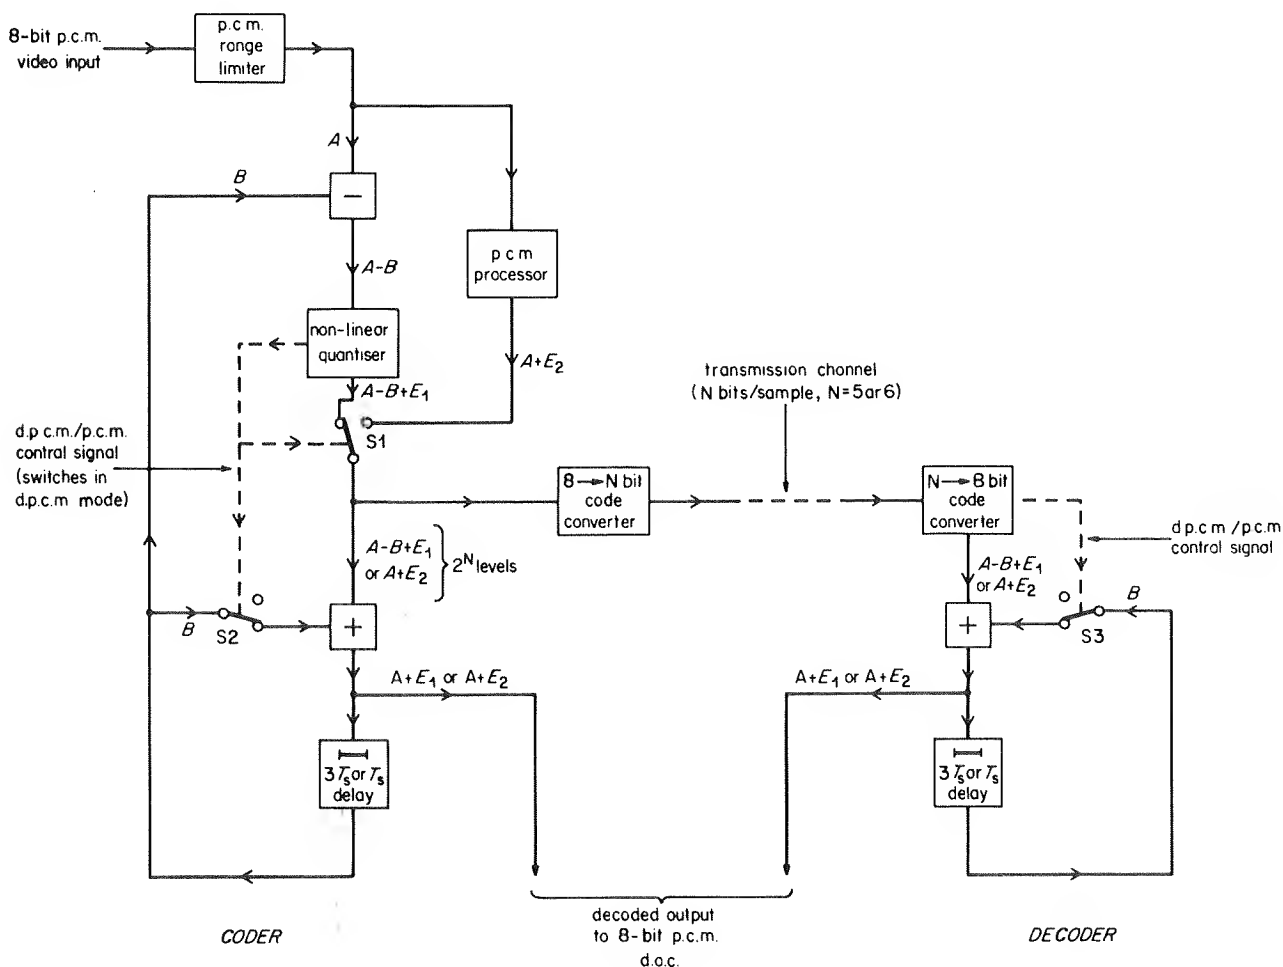 8-bit p.c.m.
video input
p.c.m.
range
limiter
A
B
−
A-B
p c m
processor
non-linear
quantiser
A+E₂
A-B+E₁
S1
transmission channel
(N bits/sample, N=5or6)
d.p c.m./p.c.m.
control signal
(switches in
d.p.c.m mode)
8→N bit
code
converter
N→8 bit
code
converter
d p.c m /p.c m
control signal
A-B+E₁
or A+E₂
2ᴺ levels
A-B+E₁
or A+E₂
B
S2
+
+
B
S3
A+E₁ or A+E₂
A+E₁ or A+E₂
3Tₛ or Tₛ
delay
3Tₛ or Tₛ
delay
decoded output
to 8-bit p.c.m.
d.a.c.
CODER
DECODER